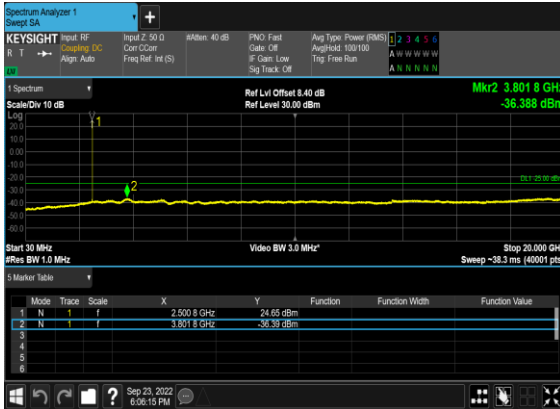 Spectrum Analyzer 1
Swept SA
+
KEYSIGHT Input: RF Input Z: 50 Ω #Atten: 40 dB PNO: Fast Avg Type: Power (RMS) 1 2 3 4 5 6
R T Coupling: DC Corr CCorr Gate: Off Avg|Hold: 100/100 A W W W W W
Align: Auto Freq Ref: Int (S) IF Gain: Low Trig: Free Run
Sig Track: Off A N N N N N
1 Spectrum
Ref Lvl Offset 8.40 dB Mkr2 3.801 8 GHz
Scale/Div 10 dB Ref Level 30.00 dBm -36.388 dBm
Log
20.0
10.0
0.00
-10.0
-20.0
-30.0
-40.0
-50.0
-60.0
1
2
DL1 -25.00 dBm
Start 30 MHz Video BW 3.0 MHz* Stop 20.000 GHz
#Res BW 1.0 MHz Sweep ~38.3 ms (40001 pts)
5 Marker Table
Mode Trace Scale X Y Function Function Width Function Value
1 N 1 f 2.500 8 GHz 24.65 dBm
2 N 1 f 3.801 8 GHz -36.39 dBm
3
4
5
6
? Sep 23, 2022
6:06:15 PM